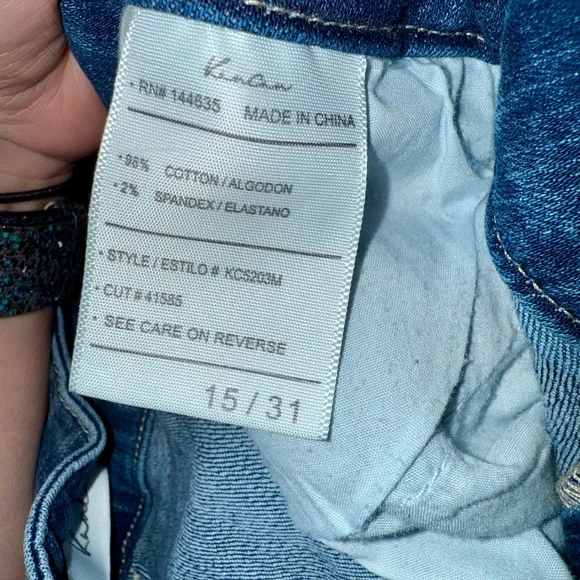 KanCan
• RN# 144635 MADE IN CHINA
• 98% COTTON / ALGODON
• 2% SPANDEX / ELASTANO
• STYLE / ESTILO # KC5203M
• CUT # 41585
• SEE CARE ON REVERSE
15 / 31